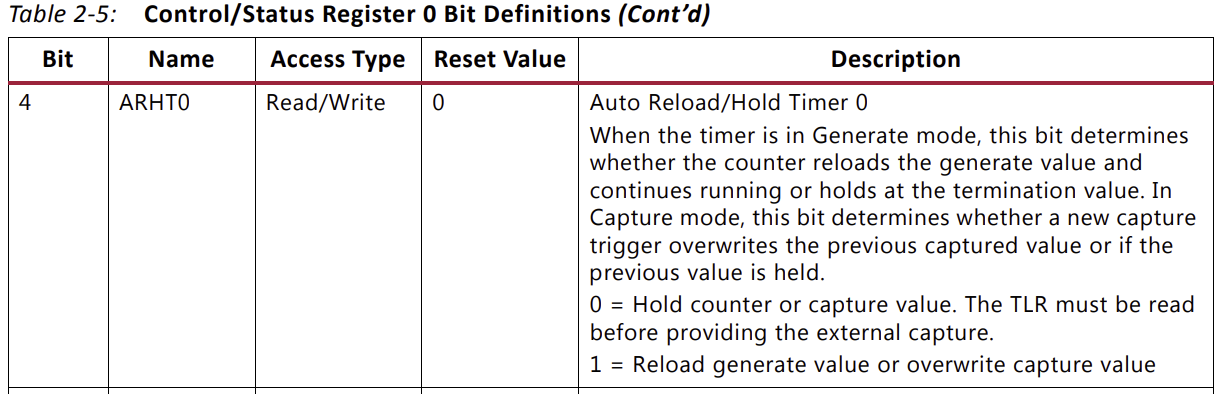 Table 2-5: Control/Status Register 0 Bit Definitions (Cont’d)
Bit Name Access Type Reset Value Description
4 ARHT0 Read/Write 0 Auto Reload/Hold Timer 0
When the timer is in Generate mode, this bit determines
whether the counter reloads the generate value and
continues running or holds at the termination value. In
Capture mode, this bit determines whether a new capture
trigger overwrites the previous captured value or if the
previous value is held.
0 = Hold counter or capture value. The TLR must be read
before providing the external capture.
1 = Reload generate value or overwrite capture value